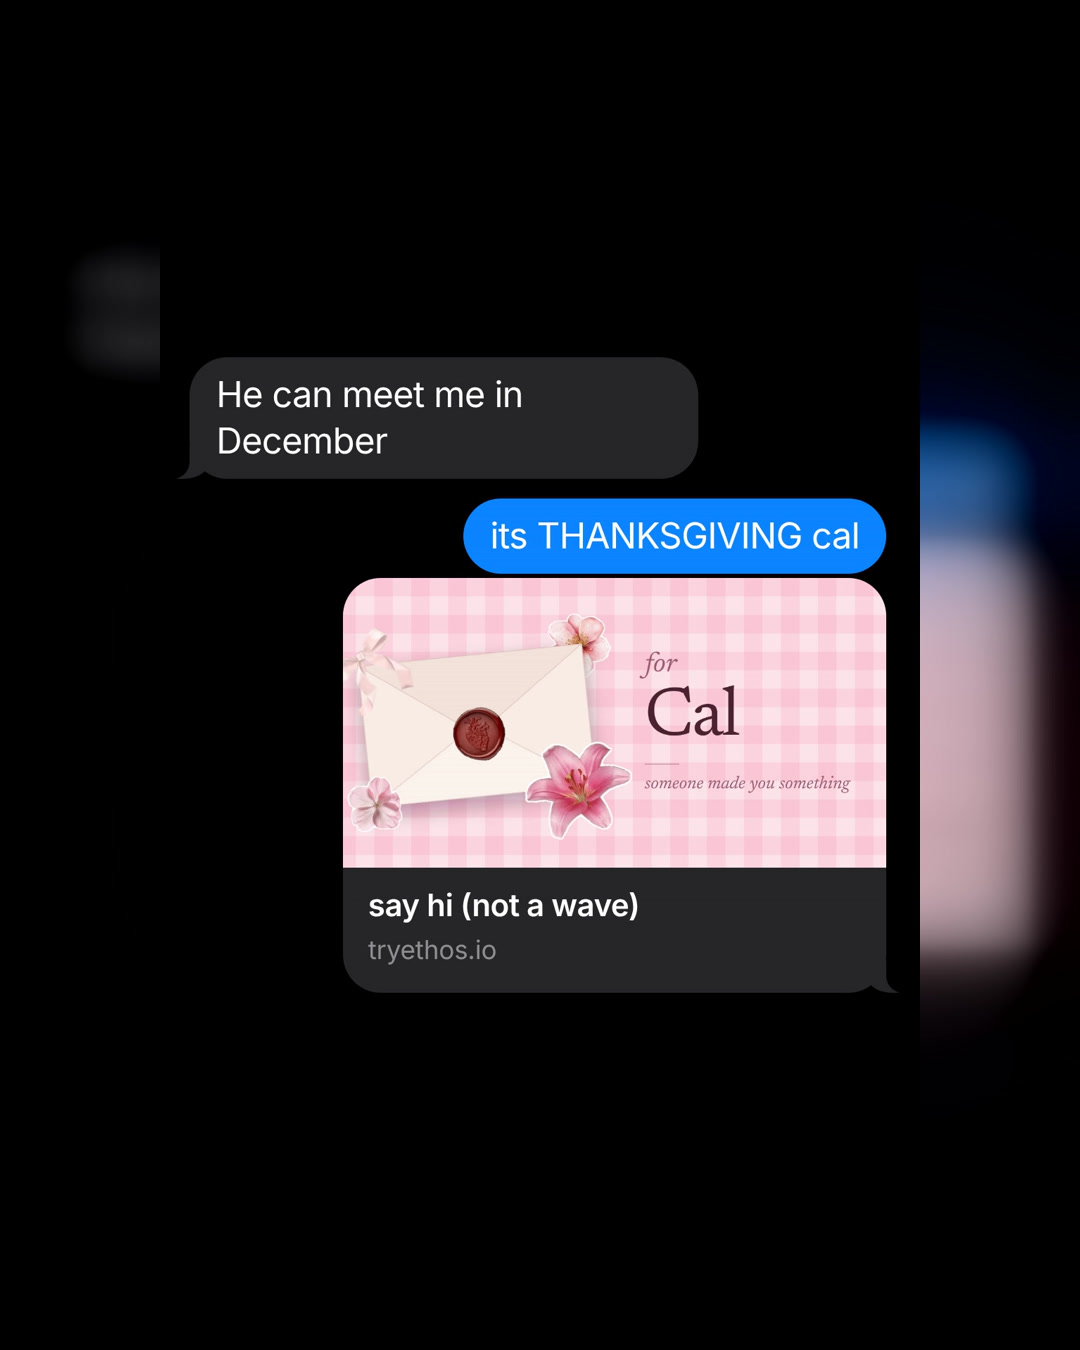 He can meet me in
December
its THANKSGIVING cal
for
Cal
someone made you something
say hi (not a wave)
tryethos.io